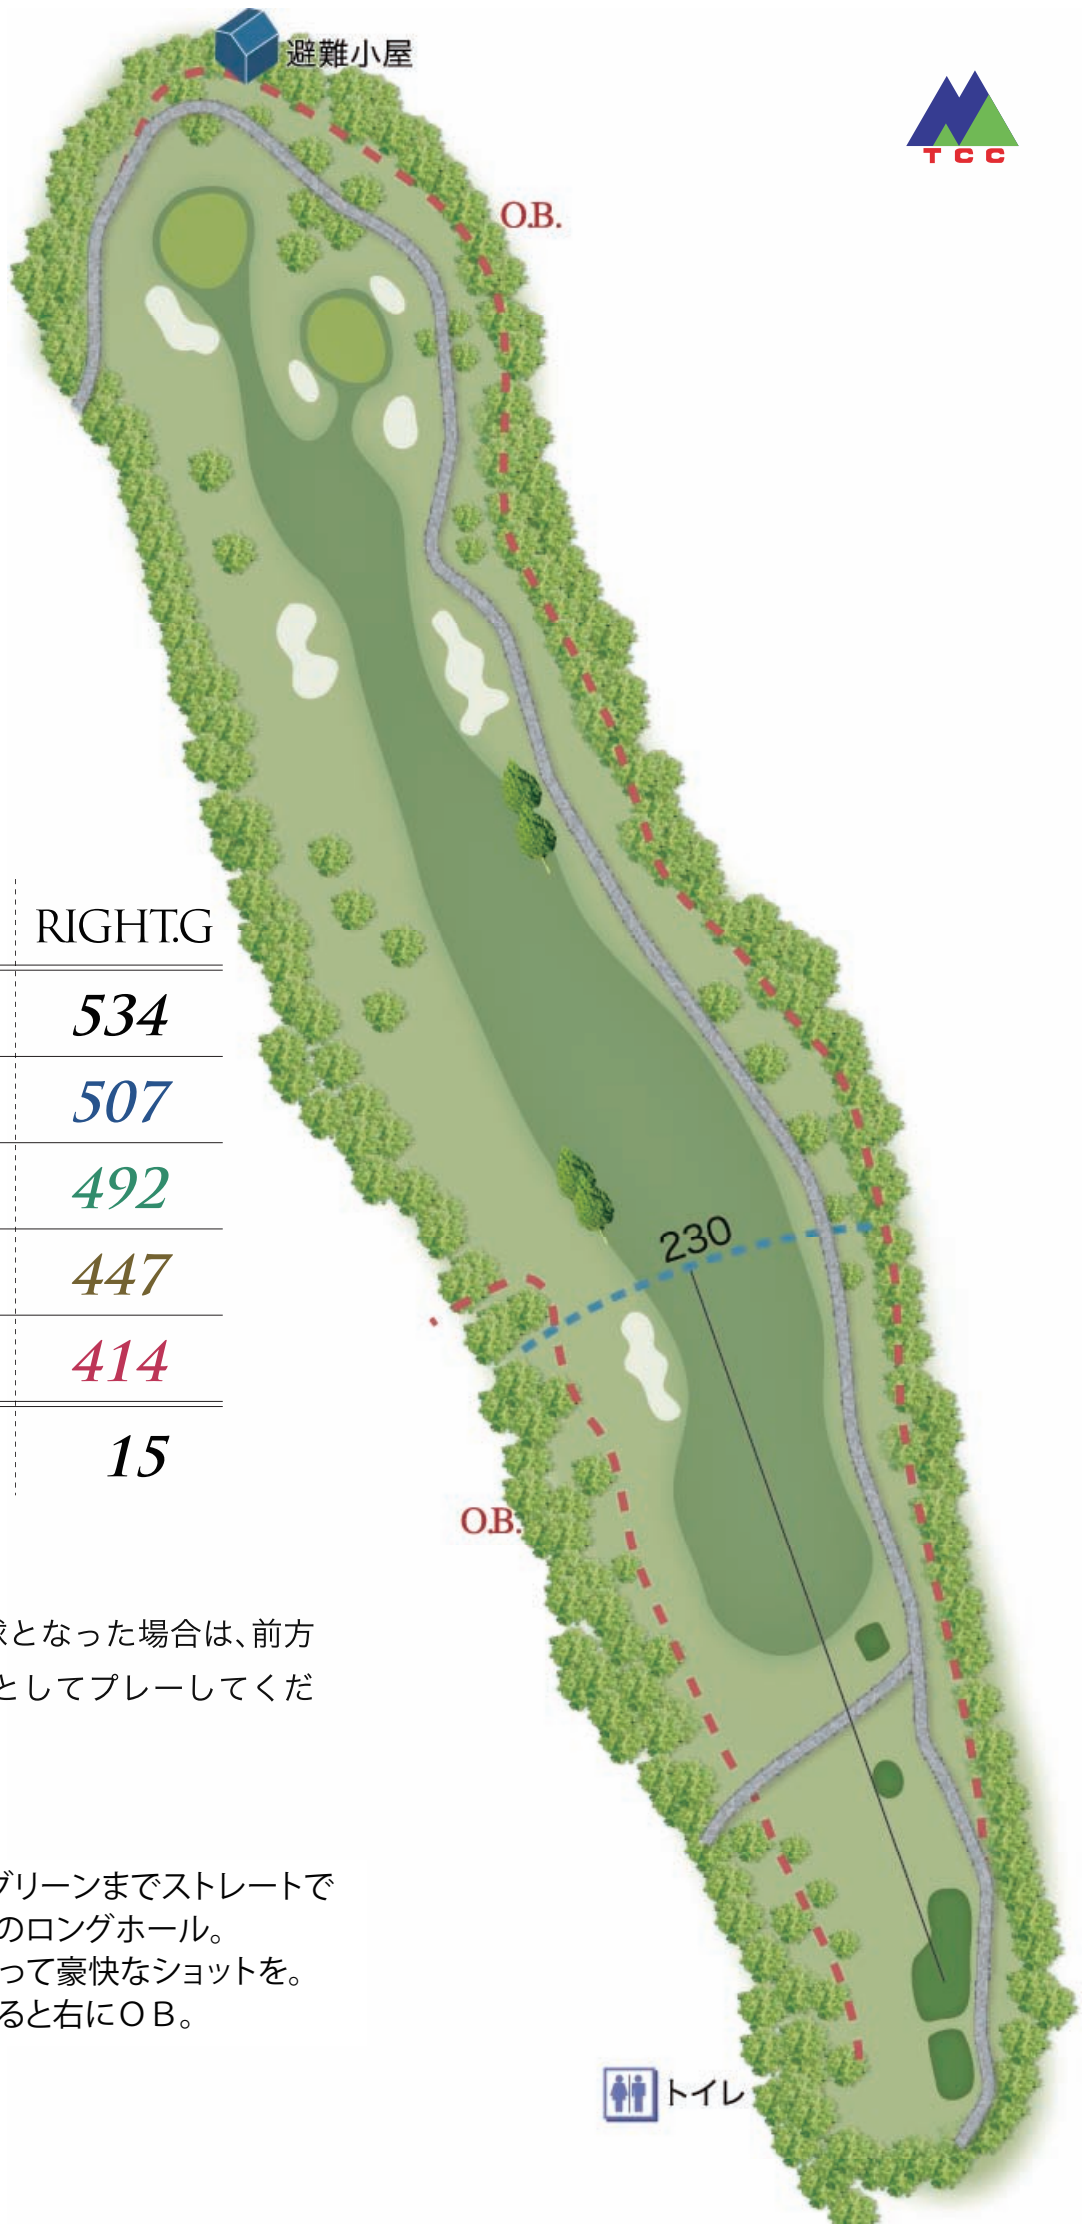 避難小屋
TCC
O.B.
RIGHT.G
534
507
492
447
414
15
230
O.B.
となった場合は、前方
としてプレーしてくだ
グリーンまでストレートで
のロングホール。
って豪快なショットを。
ると右にＯＢ。
トイレ